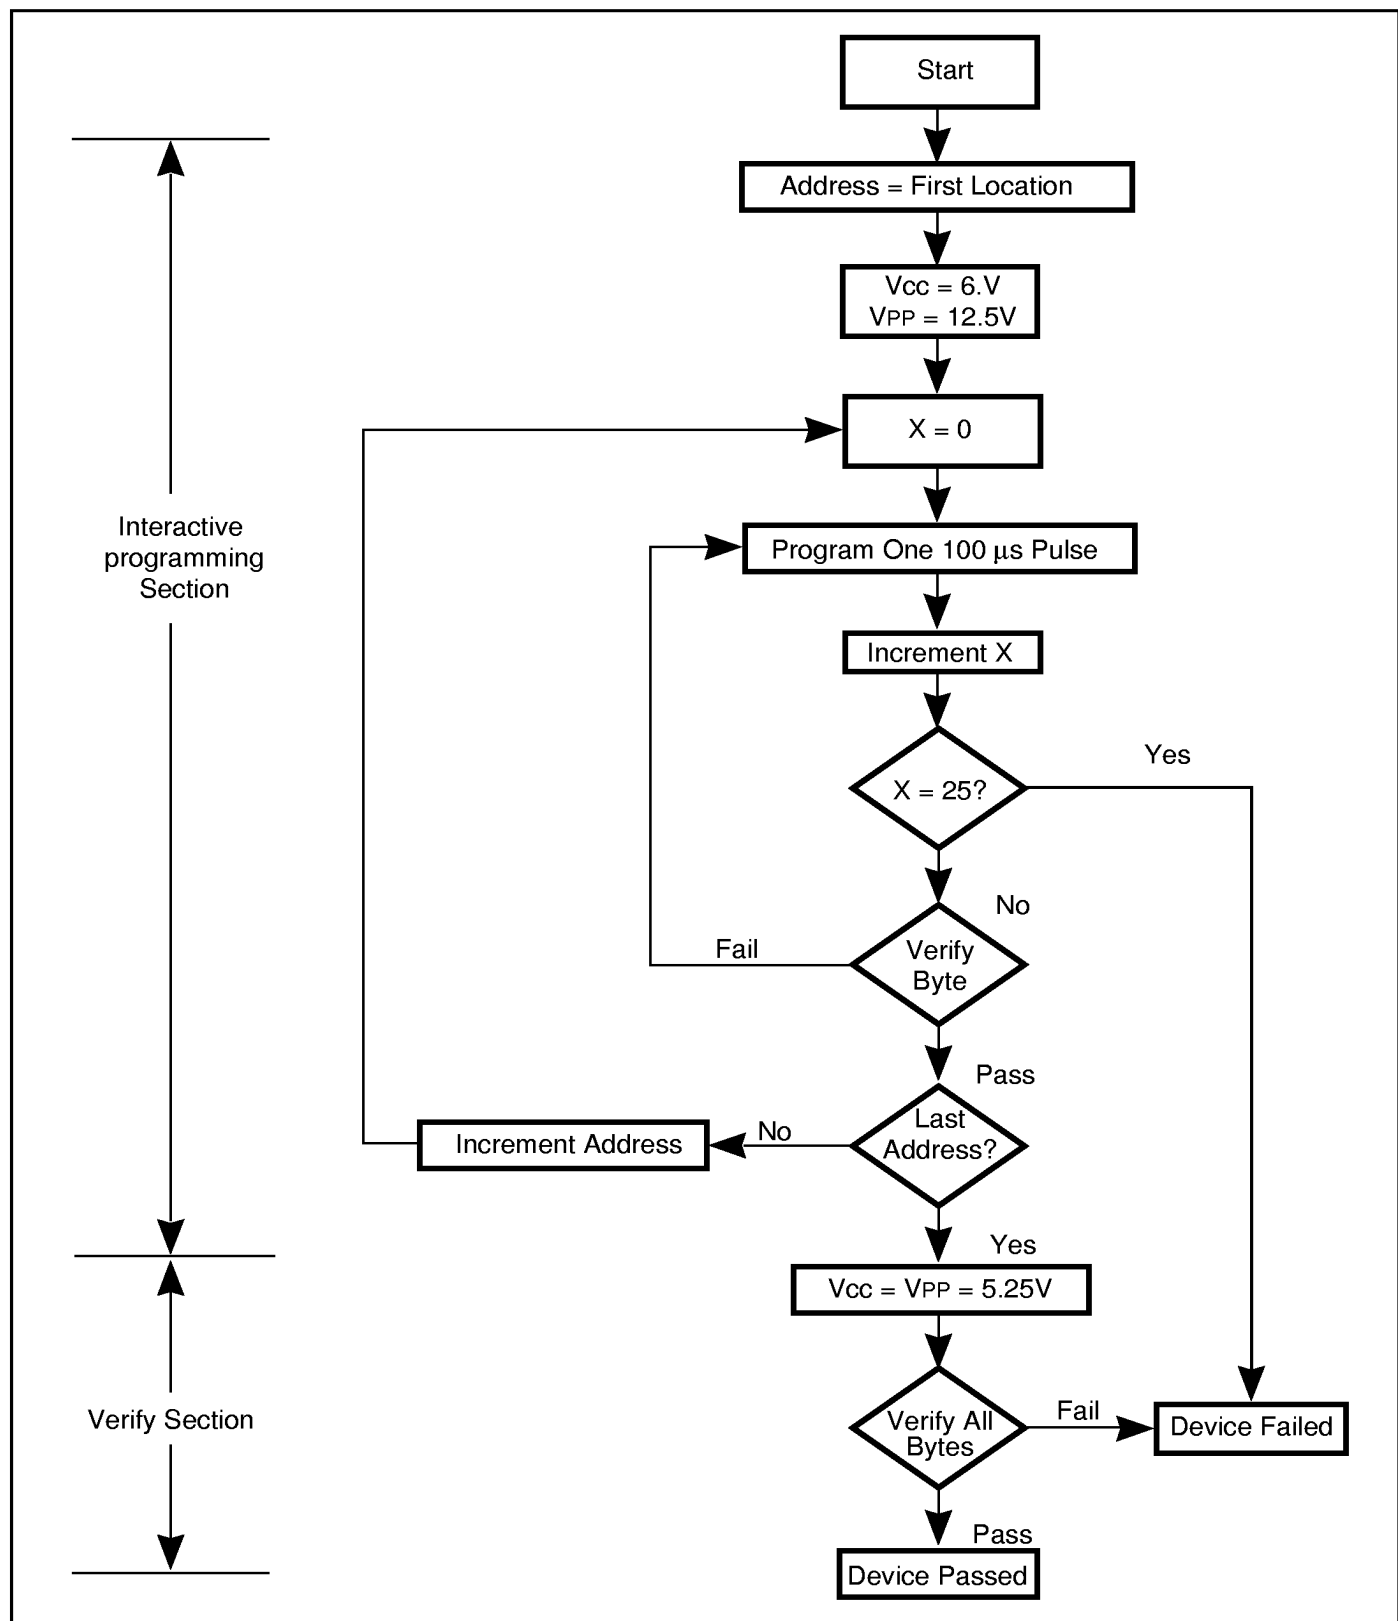 Start
Address = First Location
Vcc = 6.V
VPP = 12.5V
X = 0
Interactive
programming
Section
Program One 100 µs Pulse
Increment X
X = 25?
Yes
No
Verify
Byte
Fail
Pass
Last
Address?
No
Increment Address
Yes
Vcc = VPP = 5.25V
Verify Section
Verify All
Bytes
Fail
Device Failed
Pass
Device Passed